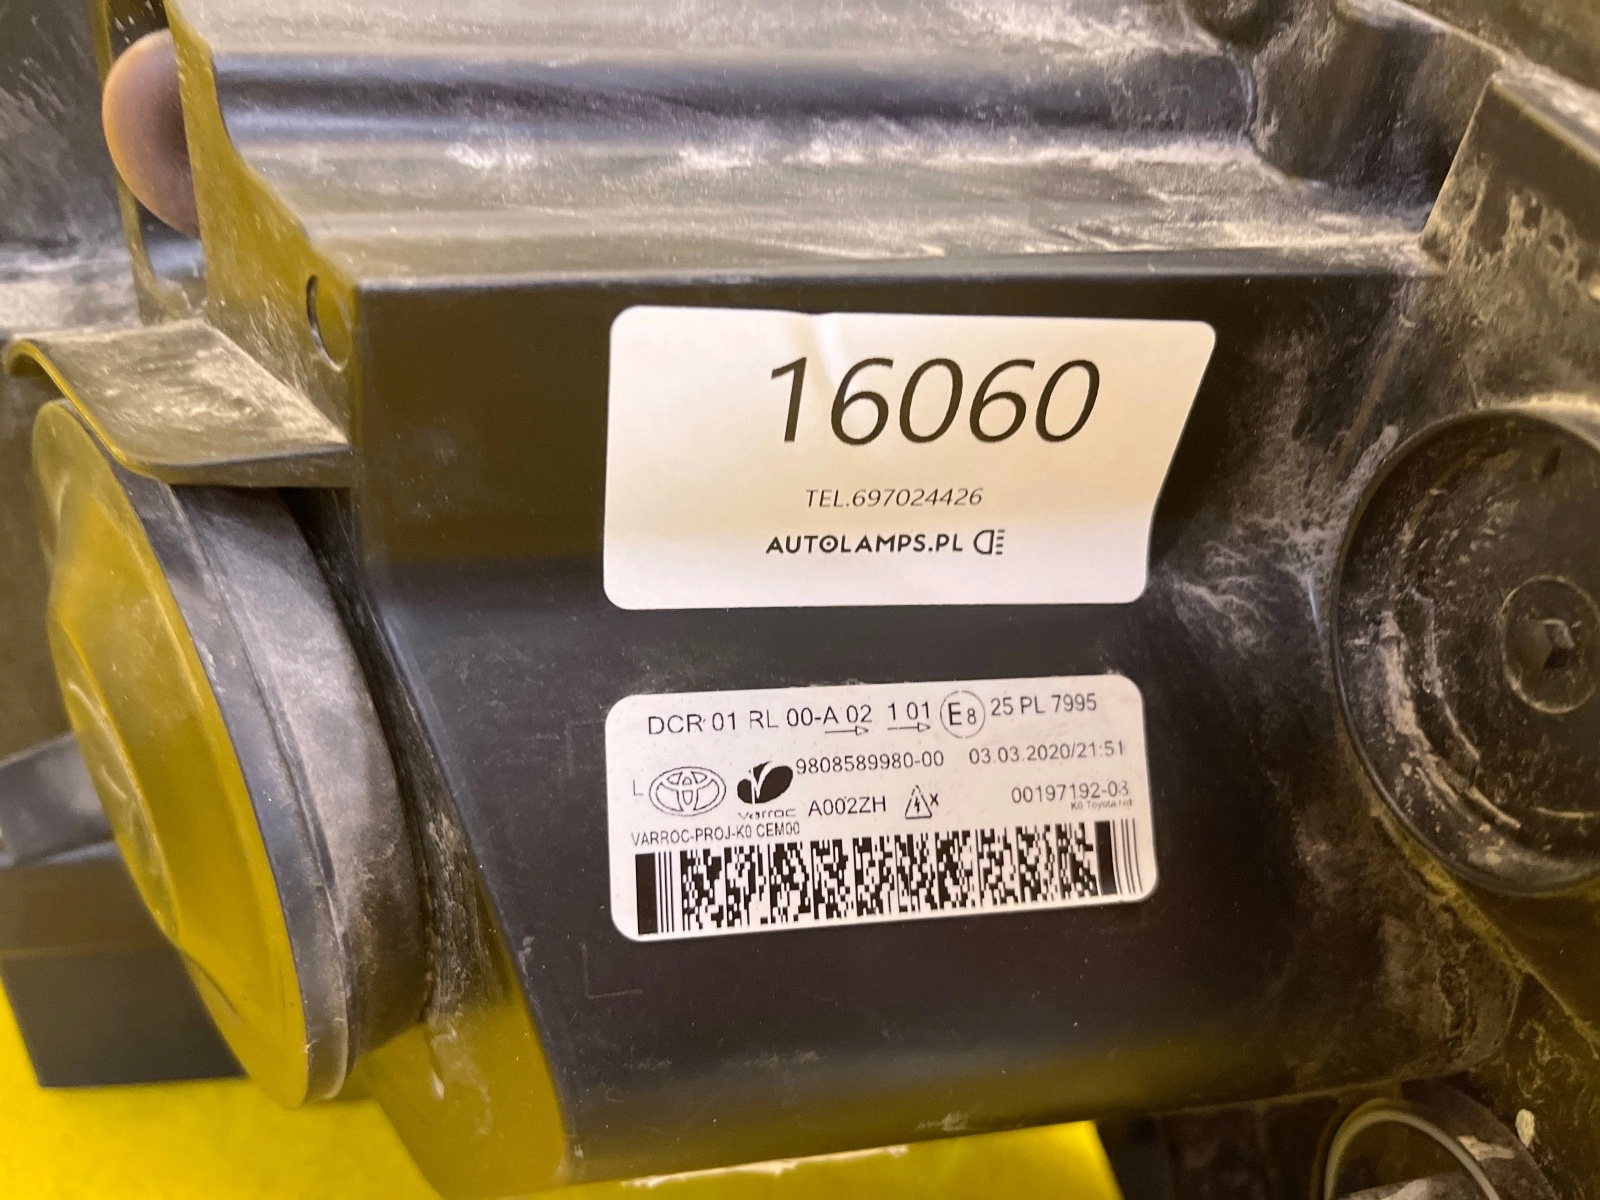 16060
TEL.697024426
AUTOLAMPS.PL
DCR 01 RL 00-A 02 1 01 E8 25 PL 7995
9808589980-00 03.03.2020/21:51
L Varroc A002ZH 00197192-03
K0 Toyota
VARROC-PROJ-K0 CEM00